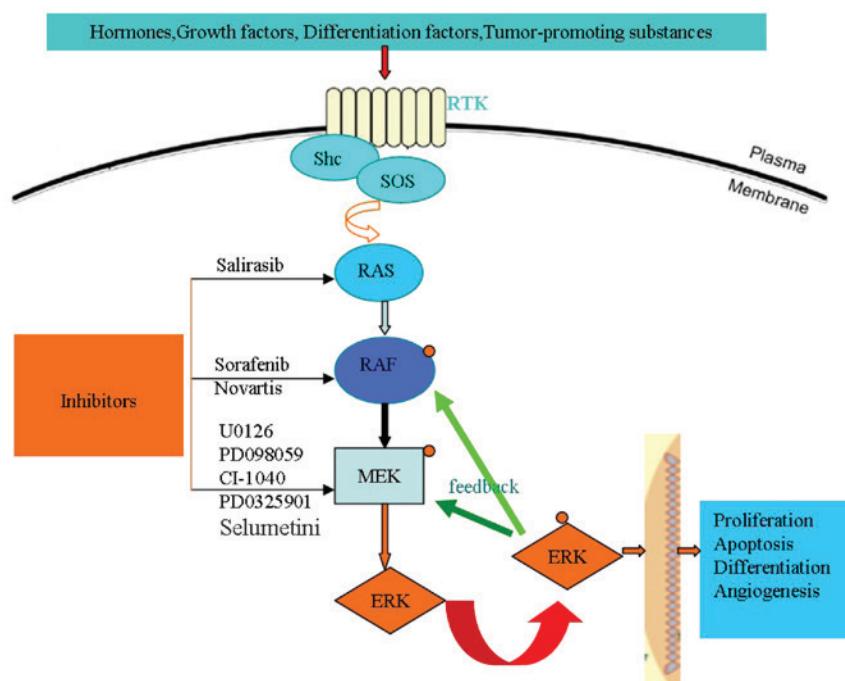 Hormones,Growth factors, Differentiation factors,Tumor-promoting substances
RTK
Shc
SOS
Plasma
Membrane
Salirasib
RAS
Inhibitors
Sorafenib
Novartis
RAF
U0126
PD098059
CI-1040
PD0325901
Selumetini
MEK
feedback
ERK
ERK
Proliferation
Apoptosis
Differentiation
Angiogenesis